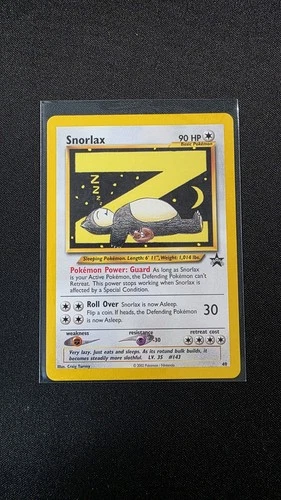 Snorlax 90 HP
Basic Pokémon
Z
z z z
Sleeping Pokémon. Length: 6' 11", Weight: 1,014 lbs.
Pokémon Power: Guard As long as Snorlax
is your Active Pokémon, the Defending Pokémon can't
Retreat. This power stops working when Snorlax is
affected by a Special Condition.
Roll Over Snorlax is now Asleep.
Flip a coin. If heads, the Defending Pokémon 30
is now Asleep.
weakness resistance retreat cost
-30
Very lazy. Just eats and sleeps. As its rotund bulk builds, it
becomes steadily more slothful. LV. 35 #143
Illus. Craig Turvey © 2002 Pokémon / Nintendo 49